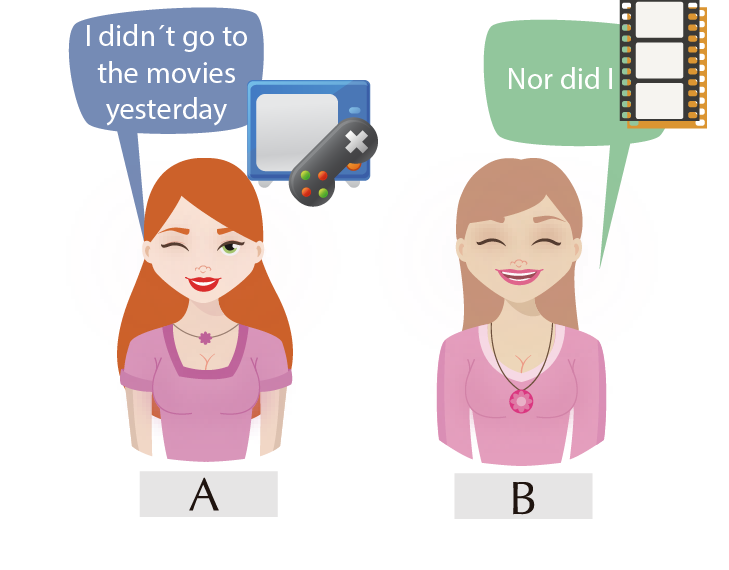 I didn´t go to
the movies
yesterday
Nor did I
A
B